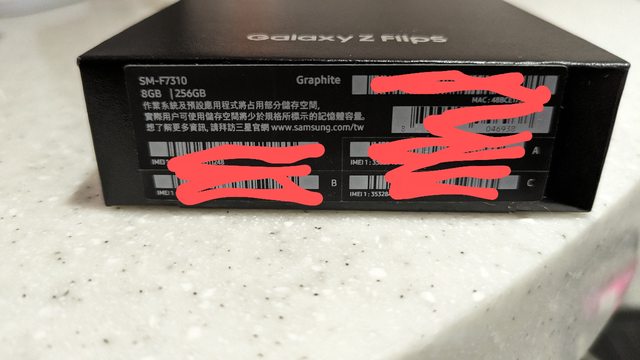 Galaxy Z Flip5
SM-F7310
Graphite
8GB | 256GB
作業系統及預設應用程式將占用部分儲存空間,
實際用戶可使用儲存空間將少於規格所標示的記憶體容量.
想了解更多資訊, 請拜訪三星官網 www.samsung.com/tw
MAC : 48BCE
046938
IMEI 1 :
A
IMEI 1 :
B
IMEI 1 : 35328
C